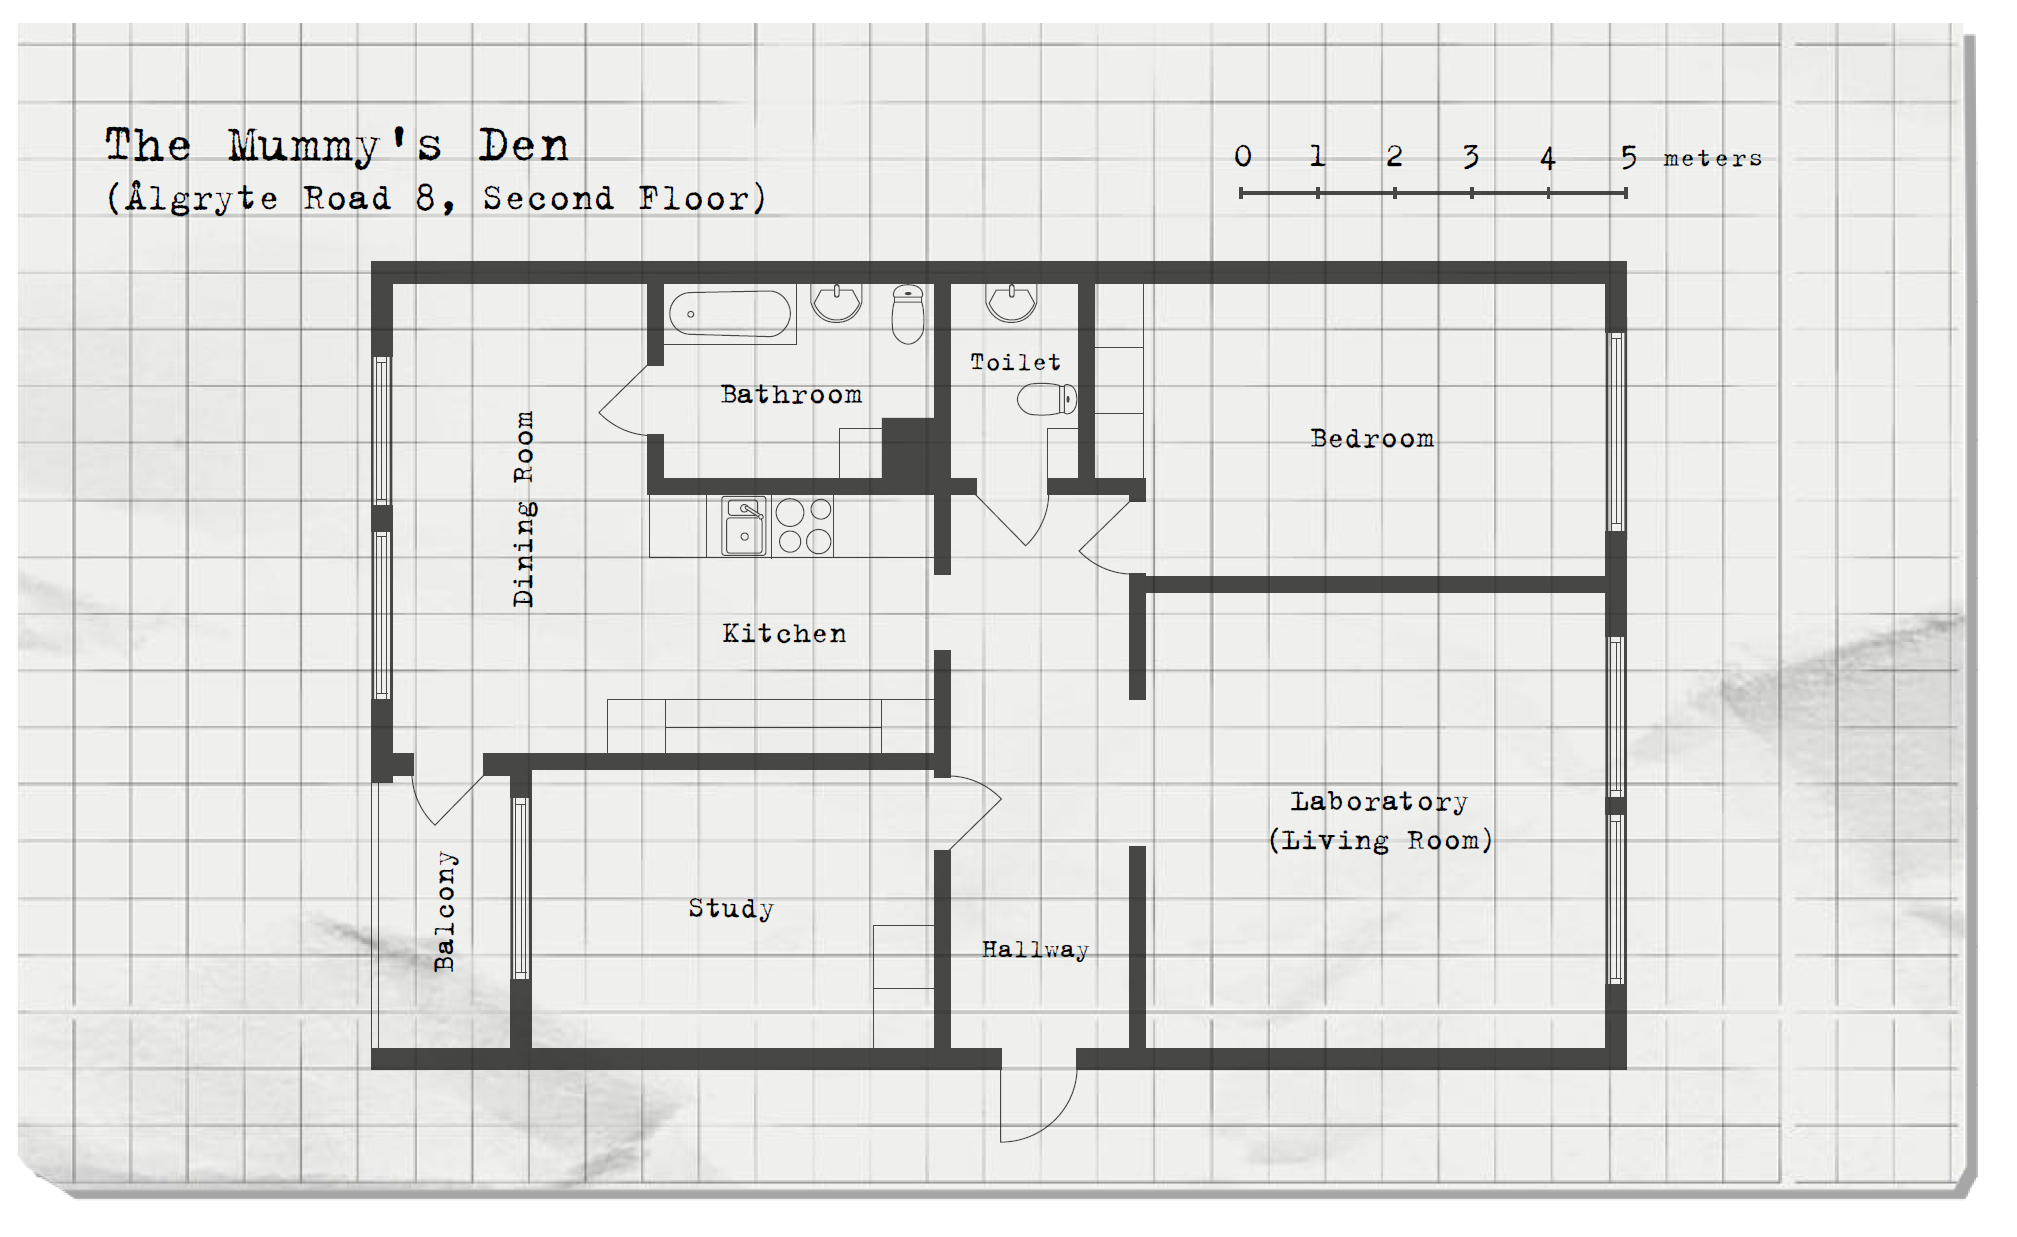 The Mummy's Den
(Ålgryte Road 8, Second Floor)
0 1 2 3 4 5 meters
Toilet
Bathroom
Bedroom
Dining Room
Kitchen
Laboratory
(Living Room)
Balcony
Study
Hallway